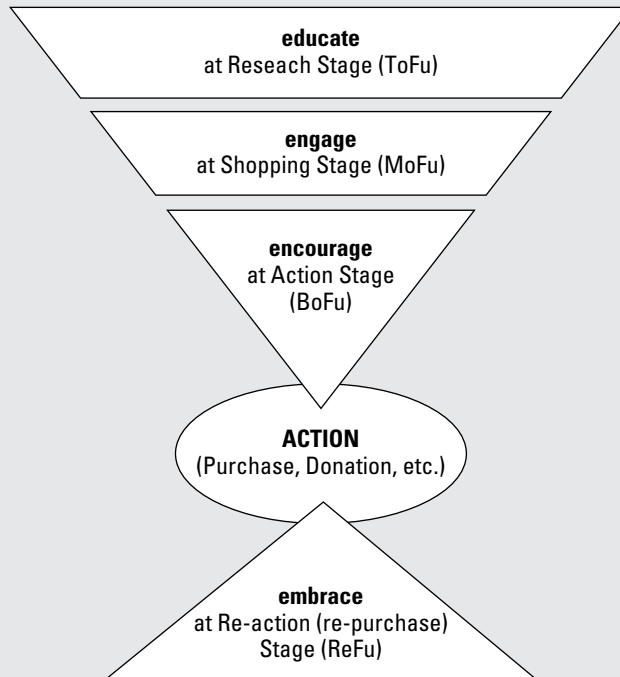 educate
at Reseach Stage (ToFu)
engage
at Shopping Stage (MoFu)
encourage
at Action Stage
(BoFu)
ACTION
(Purchase, Donation, etc.)
embrace
at Re-action (re-purchase)
Stage (ReFu)